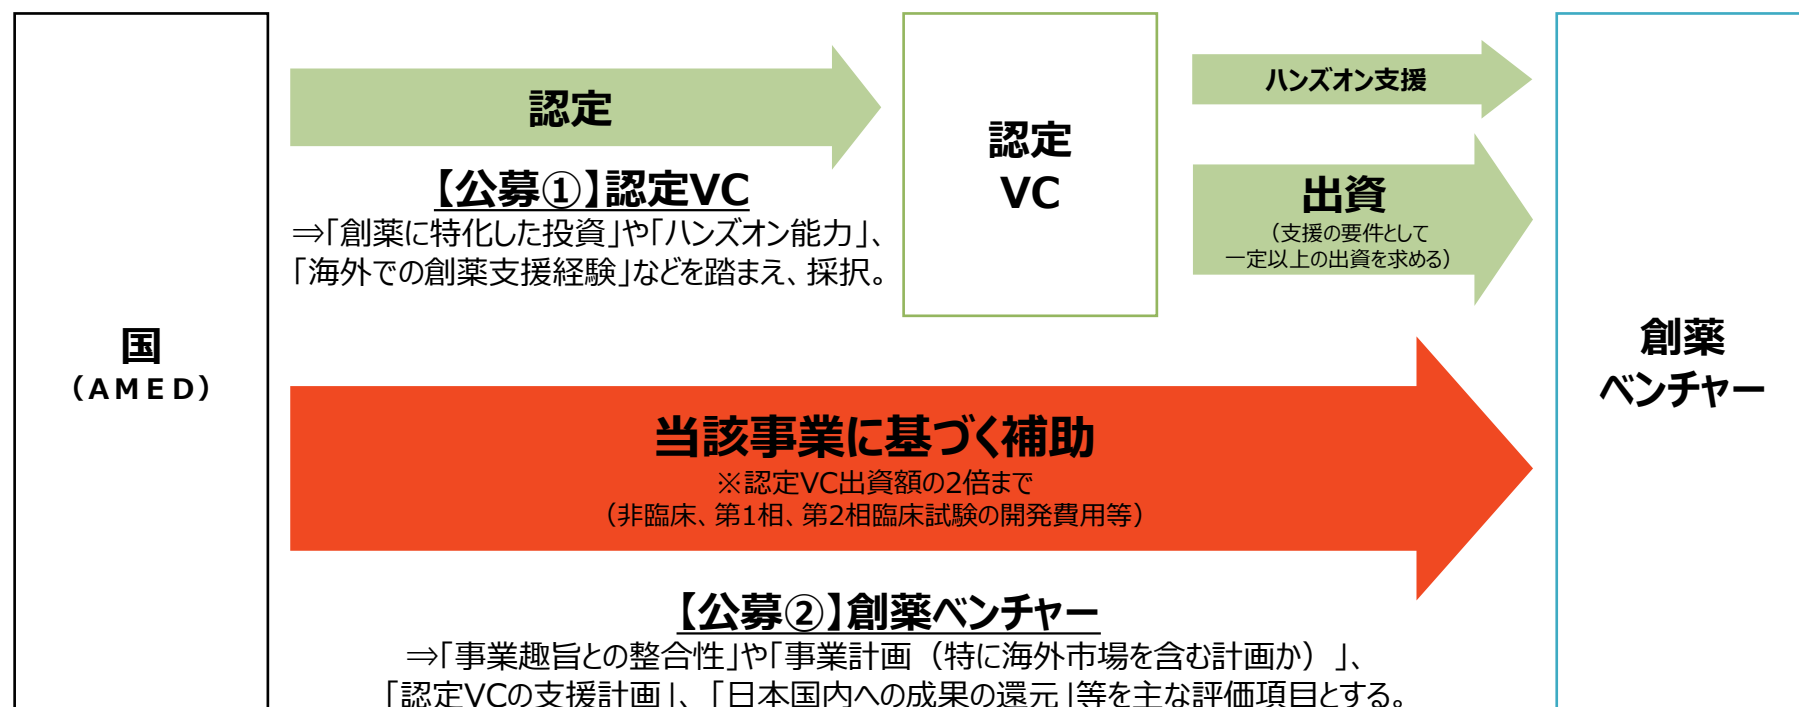 国
（ＡＭＥＤ）
認定
【公募①】認定VC
⇒「創薬に特化した投資」や「ハンズオン能力」、
「海外での創薬支援経験」などを踏まえ、採択。
認定
VC
ハンズオン支援
出資
（支援の要件として
一定以上の出資を求める）
当該事業に基づく補助
※認定VC出資額の2倍まで
（非臨床、第1相、第2相臨床試験の開発費用等）
【公募②】創薬ベンチャー
⇒「事業趣旨との整合性」や「事業計画（特に海外市場を含む計画か）」、
「認定VCの支援計画」、「日本国内への成果の還元」等を主な評価項目とする。
創薬
ベンチャー